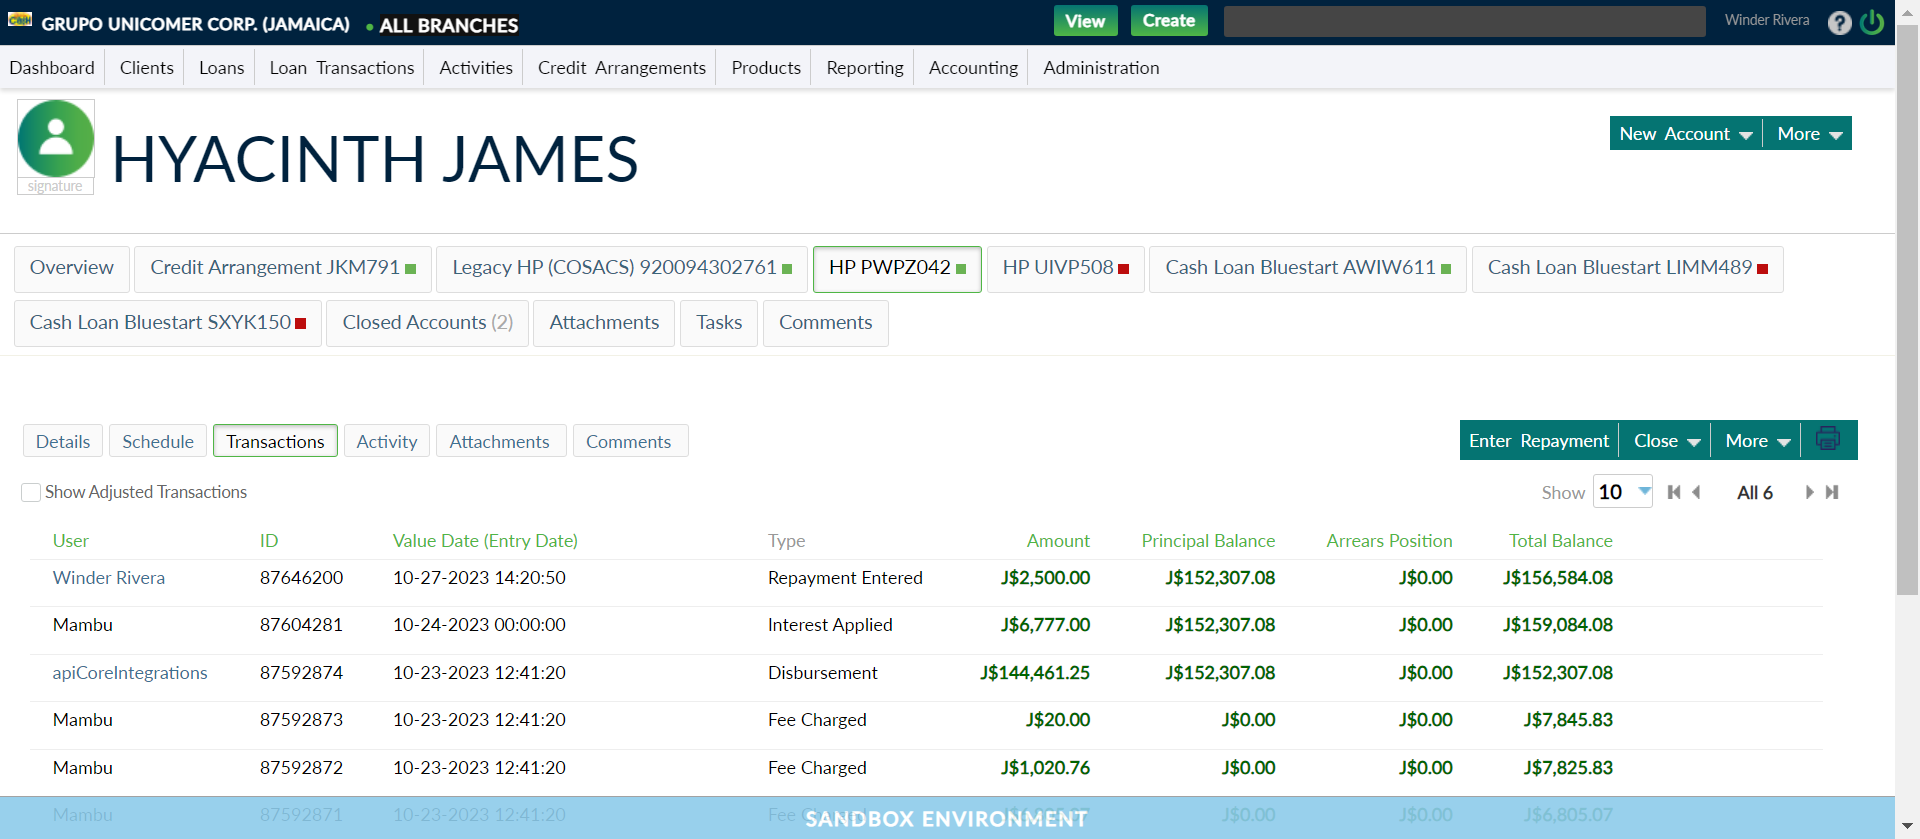 Cash GRUPO UNICOMER CORP. (JAMAICA) ALL BRANCHES View Create Winder Rivera ?
Dashboard Clients Loans Loan Transactions Activities Credit Arrangements Products Reporting Accounting Administration
signature
HYACINTH JAMES
New Account More
Overview Credit Arrangement JKM791 Legacy HP (COSACS) 920094302761 HP PWPZ042 HP UIVP508 Cash Loan Bluestart AWIW611 Cash Loan Bluestart LIMM489
Cash Loan Bluestart SXYK150 Closed Accounts (2) Attachments Tasks Comments
Details Schedule Transactions Activity Attachments Comments Enter Repayment Close More
Show Adjusted Transactions Show 10 All 6
User ID Value Date (Entry Date) Type Amount Principal Balance Arrears Position Total Balance
Winder Rivera 87646200 10-27-2023 14:20:50 Repayment Entered J$2,500.00 J$152,307.08 J$0.00 J$156,584.08
Mambu 87604281 10-24-2023 00:00:00 Interest Applied J$6,777.00 J$152,307.08 J$0.00 J$159,084.08
apiCoreIntegrations 87592874 10-23-2023 12:41:20 Disbursement J$144,461.25 J$152,307.08 J$0.00 J$152,307.08
Mambu 87592873 10-23-2023 12:41:20 Fee Charged J$20.00 J$0.00 J$0.00 J$7,845.83
Mambu 87592872 10-23-2023 12:41:20 Fee Charged J$1,020.76 J$0.00 J$0.00 J$7,825.83
Mambu 87592871 10-23-2023 12:41:20 Fee J$0.00 J$0.00 J$6,805.07
SANDBOX ENVIRONMENT